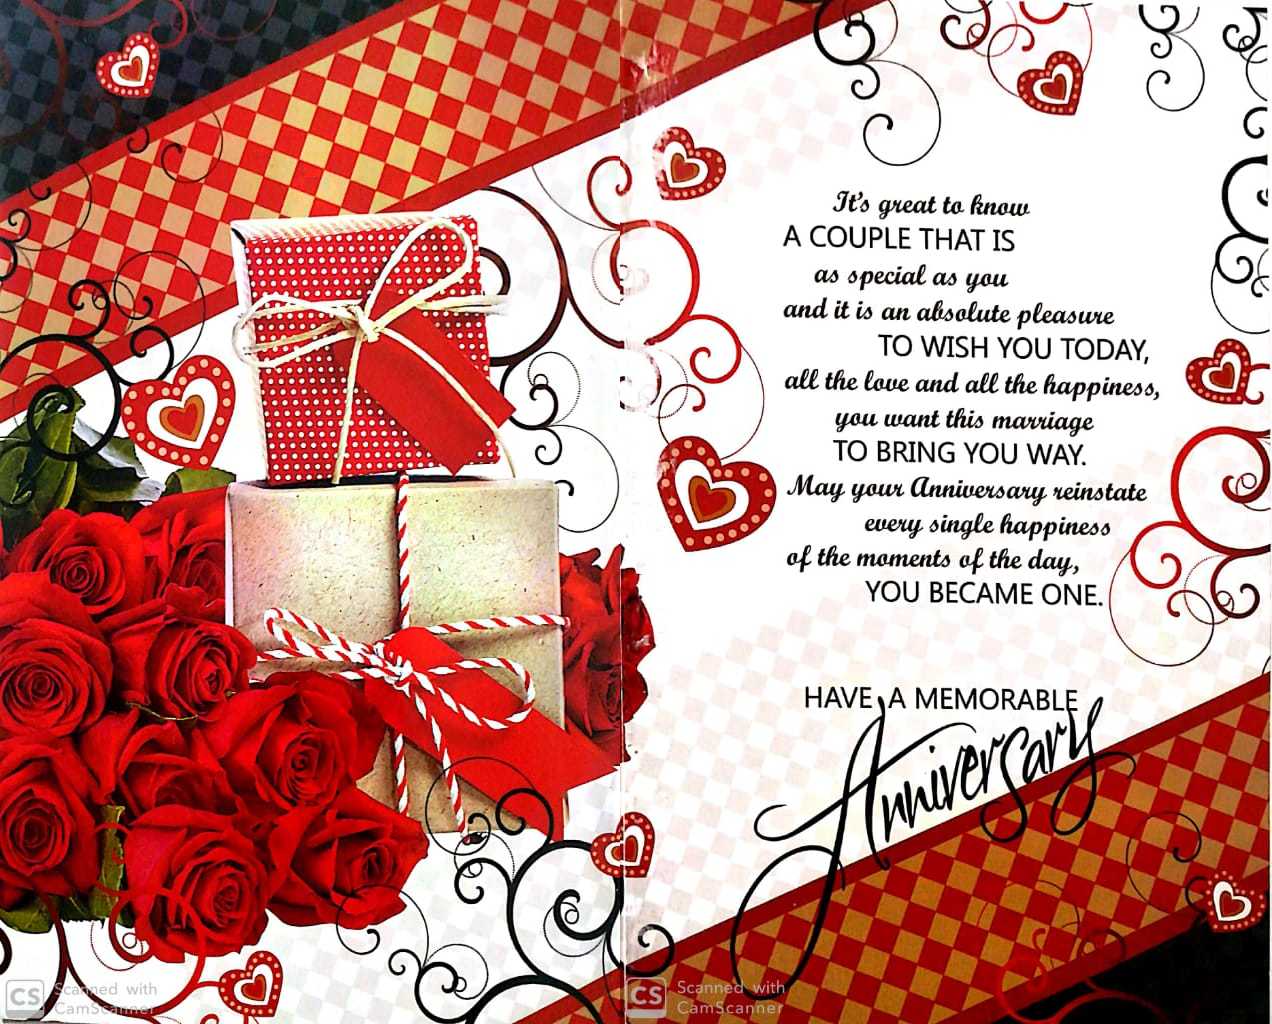 It's great to know
A COUPLE THAT IS
as special as you
and it is an absolute pleasure
TO WISH YOU TODAY,
all the love and all the happiness,
you want this marriage
TO BRING YOU WAY.
May your Anniversary reinstate
every single happiness
of the moments of the day,
YOU BECAME ONE.
HAVE A MEMORABLE
Anniversary
CS Scanned with
CamScanner
CS Scanned with
CamScanner